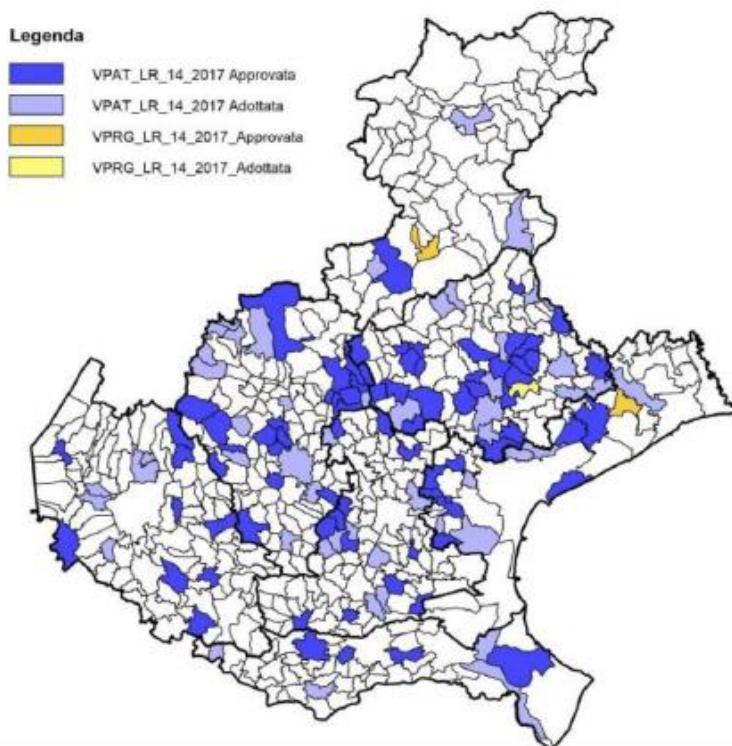 Legenda
VPAT_LR_14_2017 Approvata
VPAT_LR_14_2017 Adottata
VPRG_LR_14_2017_Approvata
VPRG_LR_14_2017_Adottata